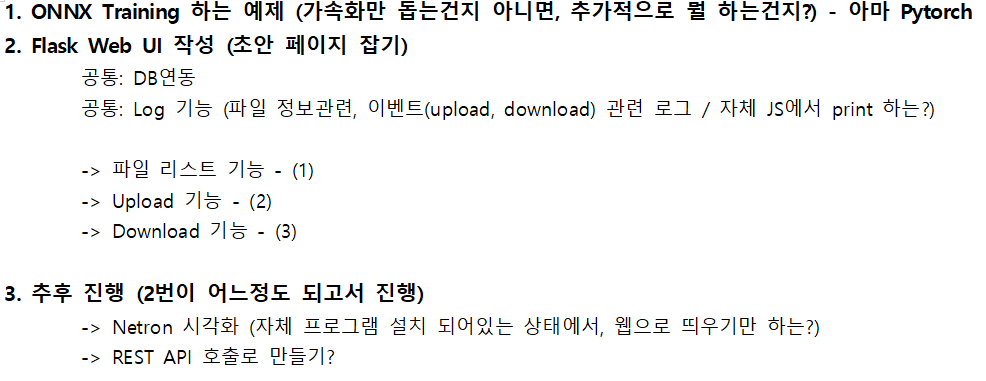 1. ONNX Training 하는 예제 (가속화만 돕는건지 아니면, 추가적으로 뭘 하는건지?) - 아마 Pytorch
2. Flask Web UI 작성 (초안 페이지 잡기)
공통: DB연동
공통: Log 기능 (파일 정보관련, 이벤트(upload, download) 관련 로그 / 자체 JS에서 print 하는?)
-> 파일 리스트 기능 - (1)
-> Upload 기능 - (2)
-> Download 기능 - (3)
3. 추후 진행 (2번이 어느정도 되고서 진행)
-> Netron 시각화 (자체 프로그램 설치 되어있는 상태에서, 웹으로 띄우기만 하는?)
-> REST API 호출로 만들기?